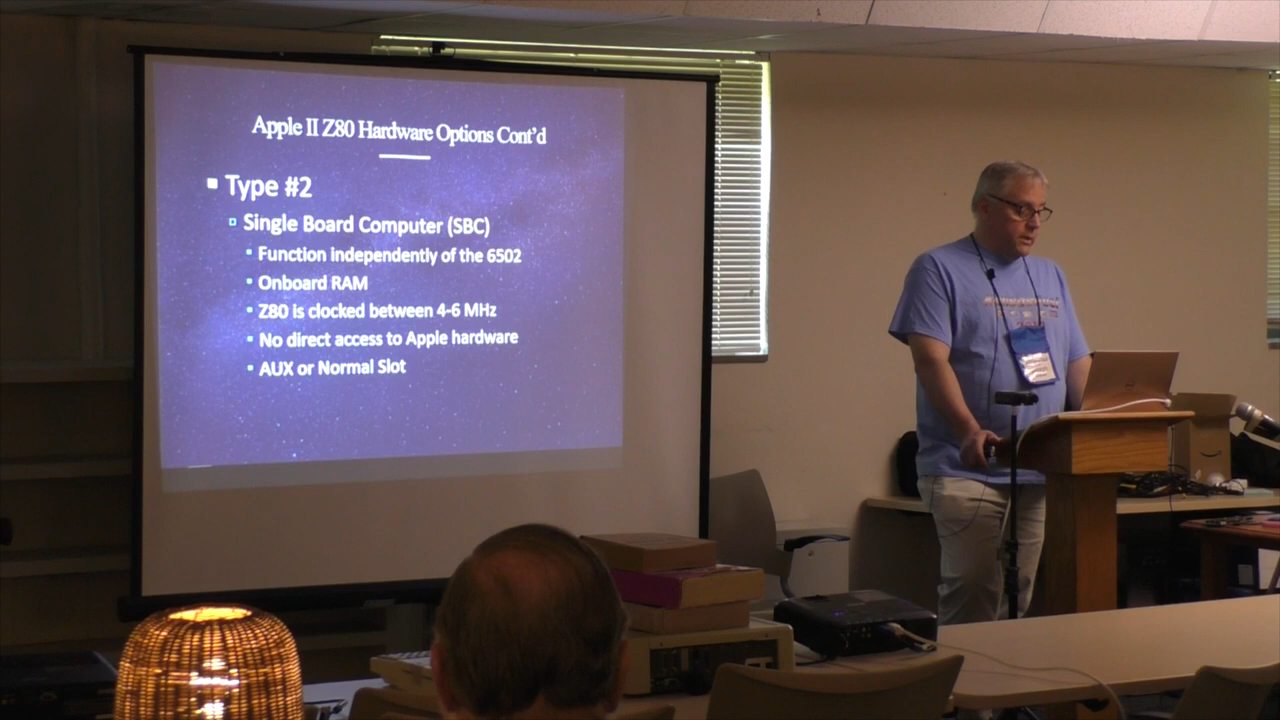 Apple II Z80 Hardware Options Cont'd
Type #2
Single Board Computer (SBC)
Function independently of the 6502
Onboard RAM
Z80 is clocked between 4-6 MHz
No direct access to Apple hardware
AUX or Normal Slot